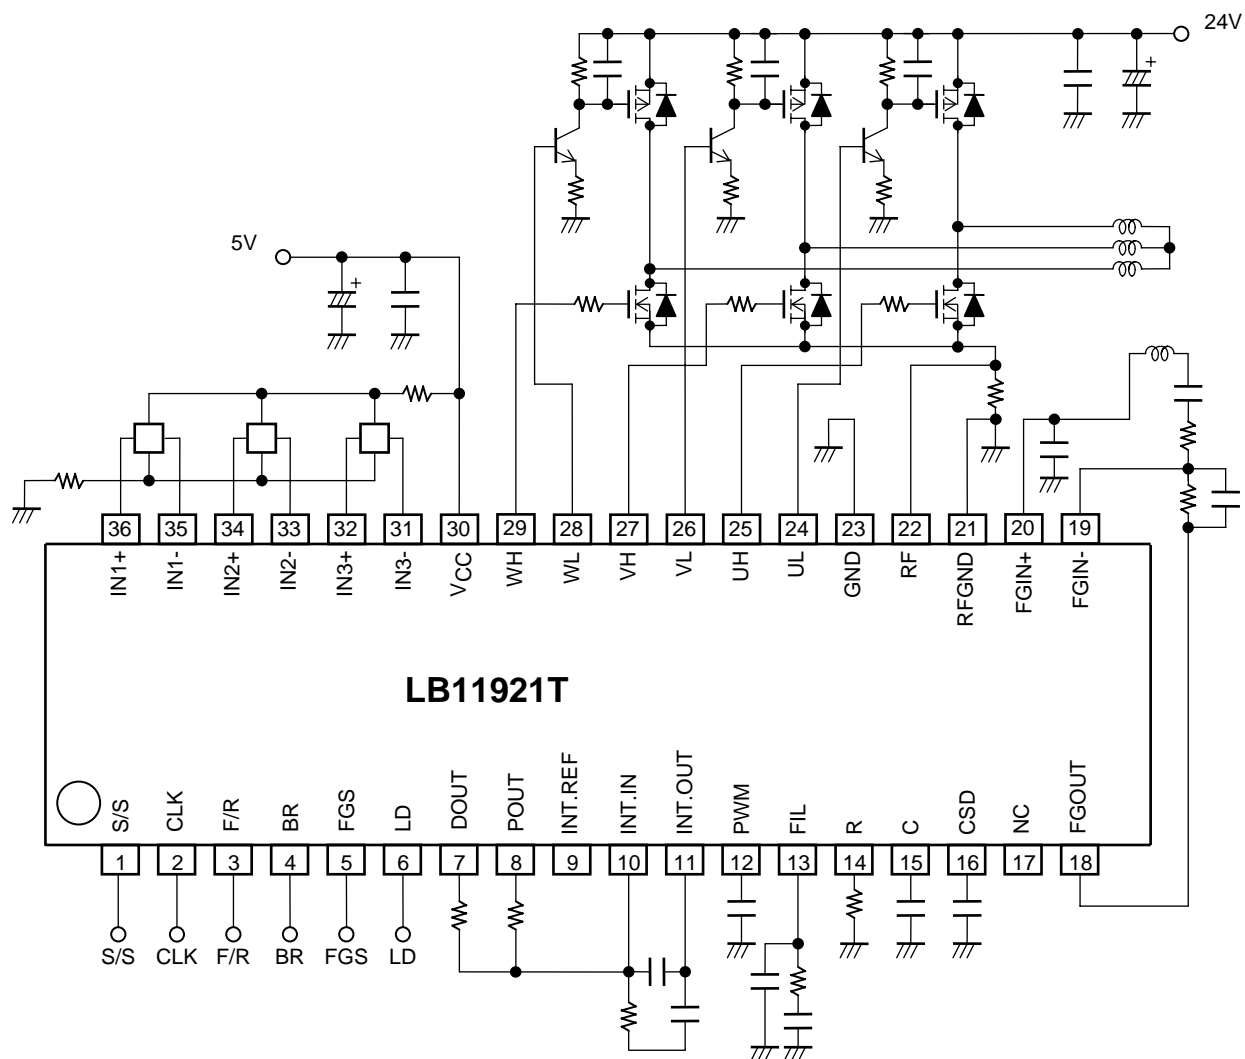 24V
+
+
+
5V
+
36 35 34 33 32 31 30 29 28 27 26 25 24 23 22 21 20 19
IN1+ IN1- IN2+ IN2- IN3+ IN3- VCC WH WL VH VL UH UL GND RF RFGND FGIN+ FGIN-
LB11921T
S/S CLK F/R BR FGS LD DOUT POUT INT.REF INT.IN INT.OUT PWM FIL R C CSD NC FGOUT
1 2 3 4 5 6 7 8 9 10 11 12 13 14 15 16 17 18
S/S CLK F/R BR FGS LD